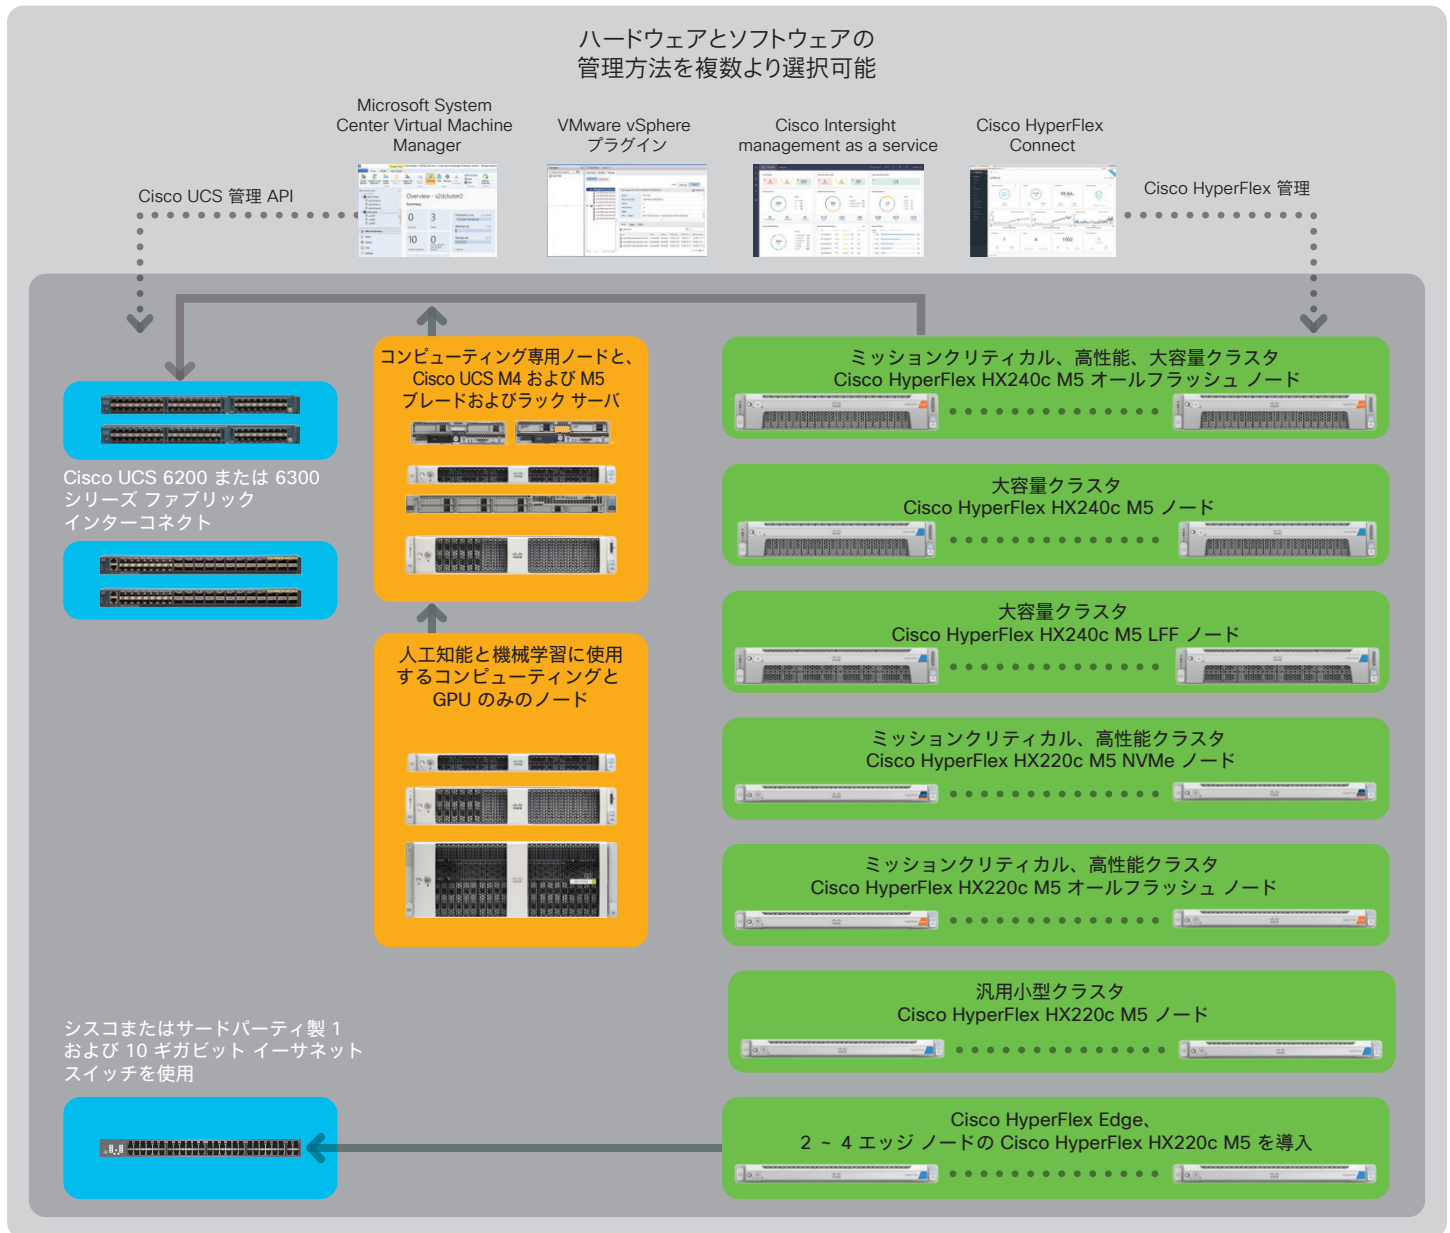 ハードウェアとソフトウェアの
管理方法を複数より選択可能
Microsoft System
Center Virtual Machine
Manager
VMware vSphere
プラグイン
Cisco Intersight
management as a service
Cisco HyperFlex
Connect
Cisco UCS 管理 API
Cisco HyperFlex 管理
Overview - s2dcluster2
0
3
10
0
コンピューティング専用ノードと、
Cisco UCS M4 および M5
ブレードおよびラック サーバ
Cisco UCS 6200 または 6300
シリーズ ファブリック
インターコネクト
人工知能と機械学習に使用
するコンピューティングと
GPU のみのノード
ミッションクリティカル、高性能、大容量クラスタ
Cisco HyperFlex HX240c M5 オールフラッシュ ノード
大容量クラスタ
Cisco HyperFlex HX240c M5 ノード
大容量クラスタ
Cisco HyperFlex HX240c M5 LFF ノード
ミッションクリティカル、高性能クラスタ
Cisco HyperFlex HX220c M5 NVMe ノード
ミッションクリティカル、高性能クラスタ
Cisco HyperFlex HX220c M5 オールフラッシュ ノード
汎用小型クラスタ
Cisco HyperFlex HX220c M5 ノード
シスコまたはサードパーティ製 1
および 10 ギガビット イーサネット
スイッチを使用
Cisco HyperFlex Edge、
2 ~ 4 エッジ ノードの Cisco HyperFlex HX220c M5 を導入